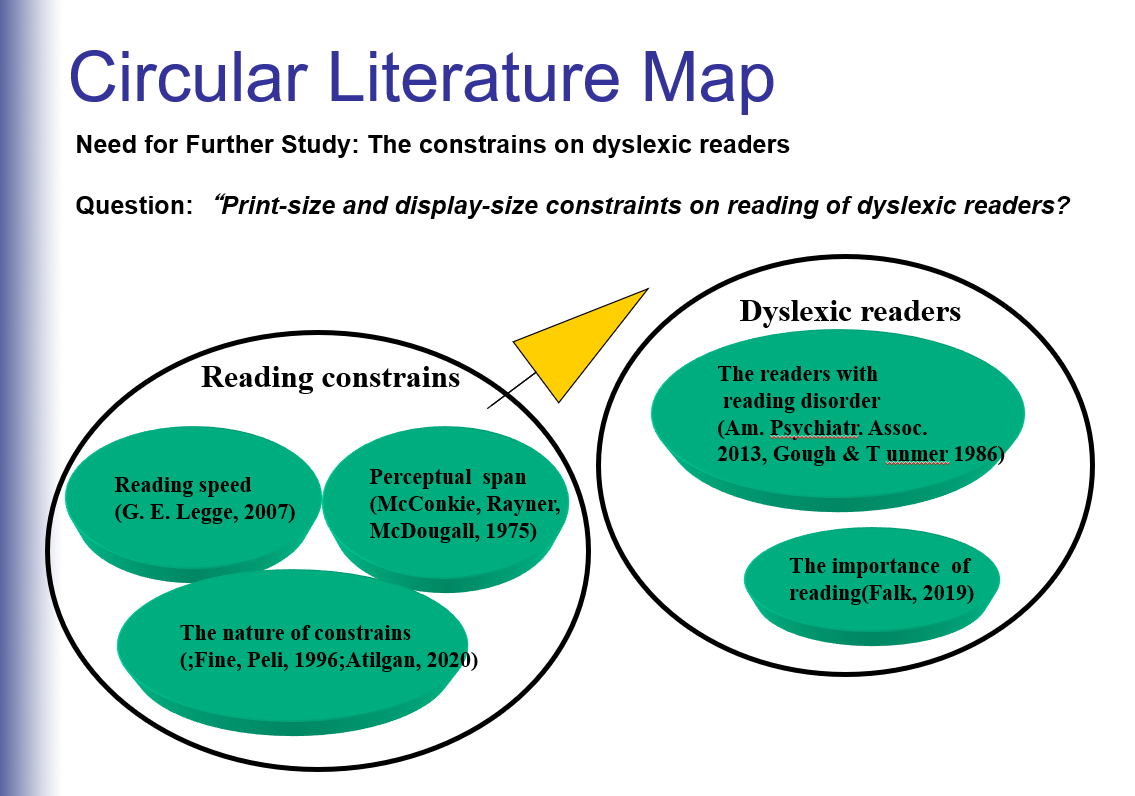 Circular Literature Map
Need for Further Study: The constrains on dyslexic readers
Question: “Print-size and display-size constraints on reading of dyslexic readers?
Reading constrains
Reading speed
(G. E. Legge, 2007)
Perceptual span
(McConkie, Rayner,
McDougall, 1975)
The nature of constrains
(;Fine, Peli, 1996;Atilgan, 2020)
Dyslexic readers
The readers with
reading disorder
(Am. Psychiatr. Assoc.
2013, Gough & T unmer 1986)
The importance of
reading(Falk, 2019)